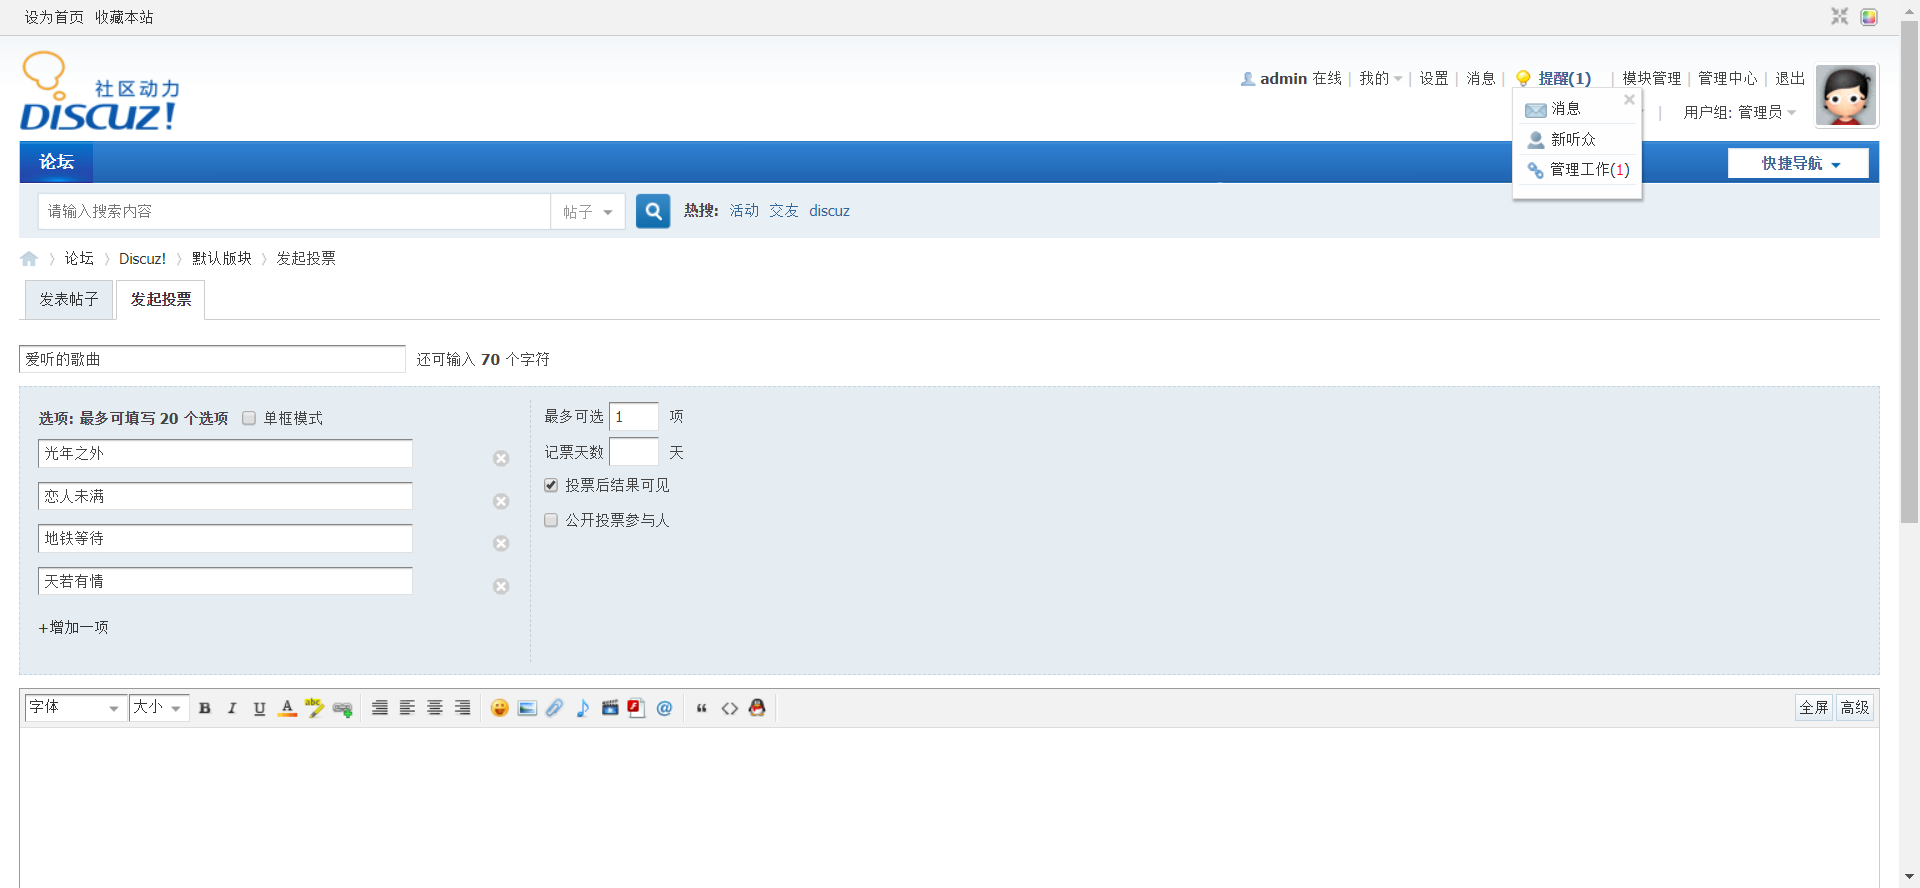 设为首页 收藏本站
社区动力
DISCUZ!
admin 在线 | 我的 | 设置 | 消息 | 提醒(1) | 模块管理 | 管理中心 | 退出
| 用户组: 管理员
消息
新听众
管理工作(1)
论坛
快捷导航
请输入搜索内容
帖子
热搜: 活动 交友 discuz
论坛 › Discuz! › 默认版块 › 发起投票
发表帖子
发起投票
爱听的歌曲
还可输入 70 个字符
选项: 最多可填写 20 个选项 单框模式
光年之外
恋人未满
地铁等待
天若有情
+增加一项
最多可选 1 项
记票天数 天
投票后结果可见
公开投票参与人
字体 大小 B I U A abc @ “ <>
全屏 高级